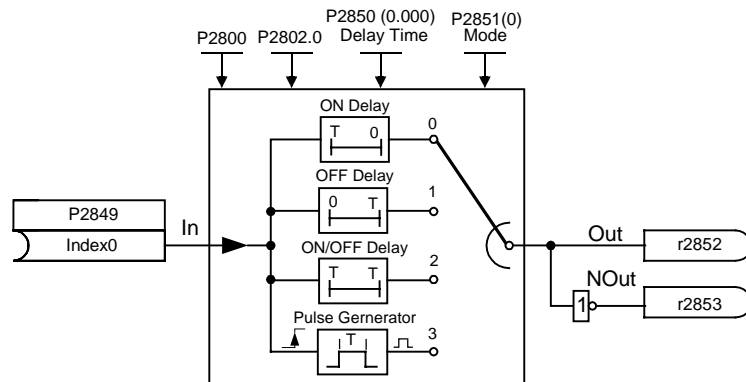 P2800
P2802.0
P2850 (0.000)
Delay Time
P2851(0)
Mode
ON Delay
T 0
0
OFF Delay
0 T
1
P2849
Index0
In
ON/OFF Delay
T T
2
Out
r2852
NOut
1
r2853
Pulse Gernerator
T
3